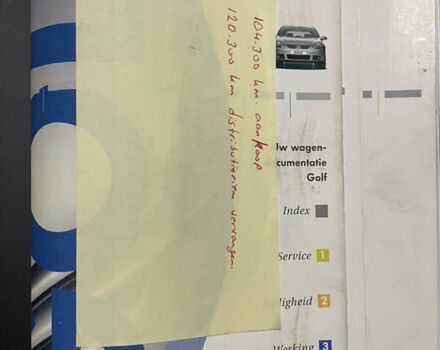 104.300 km. aankoop
120.300 km distributieriem vervangen.
GOLF
Uw wagen-
documentatie
Golf
Index
Service 1
ligheid 2
Werking 3